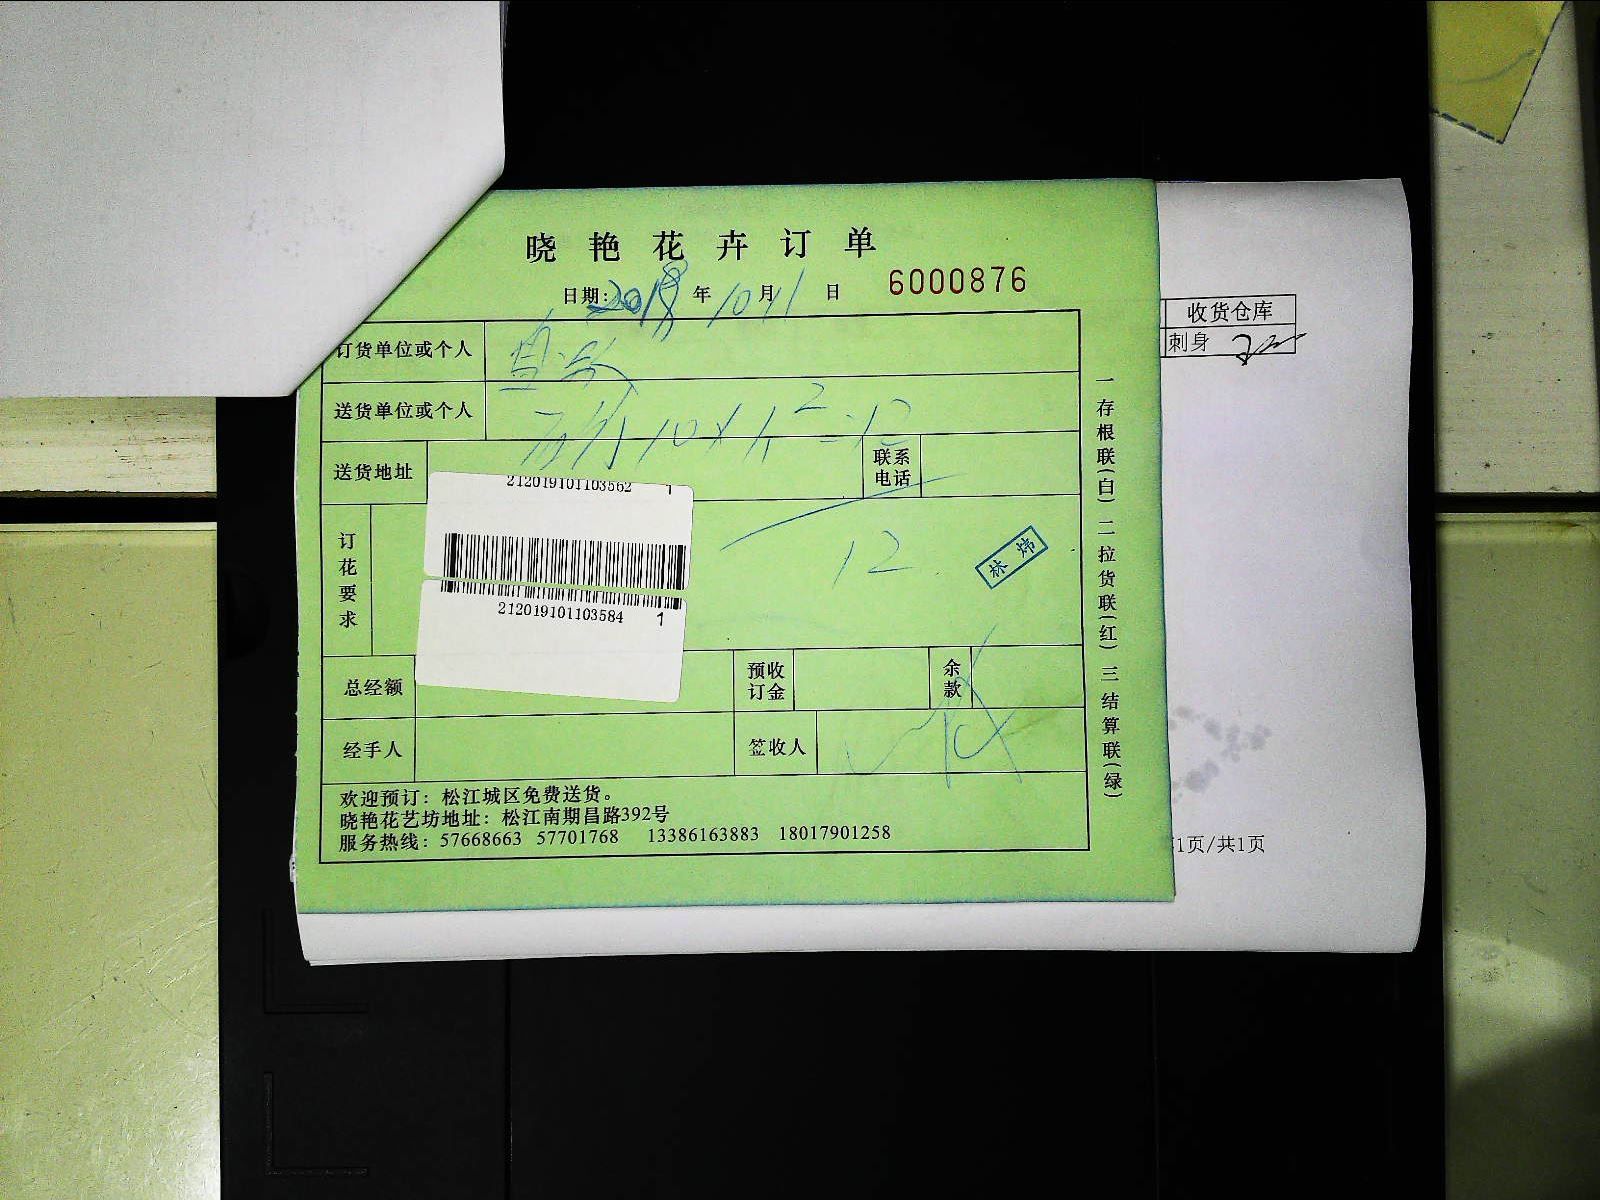 晓艳花卉订单
日期: 2018 年 10 月 1 日 6000876
订货单位或个人
送货单位或个人
10 × 1.2 = 12
送货地址 联系电话
212019101103562 1
订花要求
12
林炜
212019101103584 1
总经额 预收订金 余款
经手人 签收人
欢迎预订：松江城区免费送货。
晓艳花艺坊地址：松江南期昌路392号
服务热线：57668663 57701768 13386163883 18017901258
一存根联(白) 二拉货联(红) 三结算联(绿)
收货仓库
刺身
1页/共1页